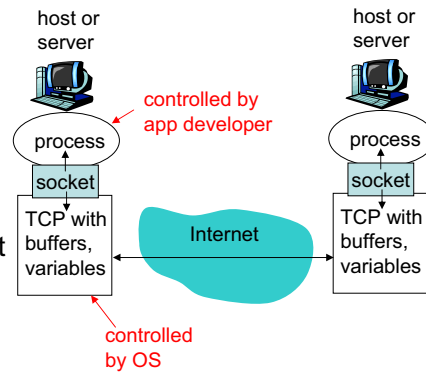 host or
server
host or
server
controlled by
app developer
process
process
socket
socket
TCP with
buffers,
variables
Internet
TCP with
buffers,
variables
t
controlled
by OS